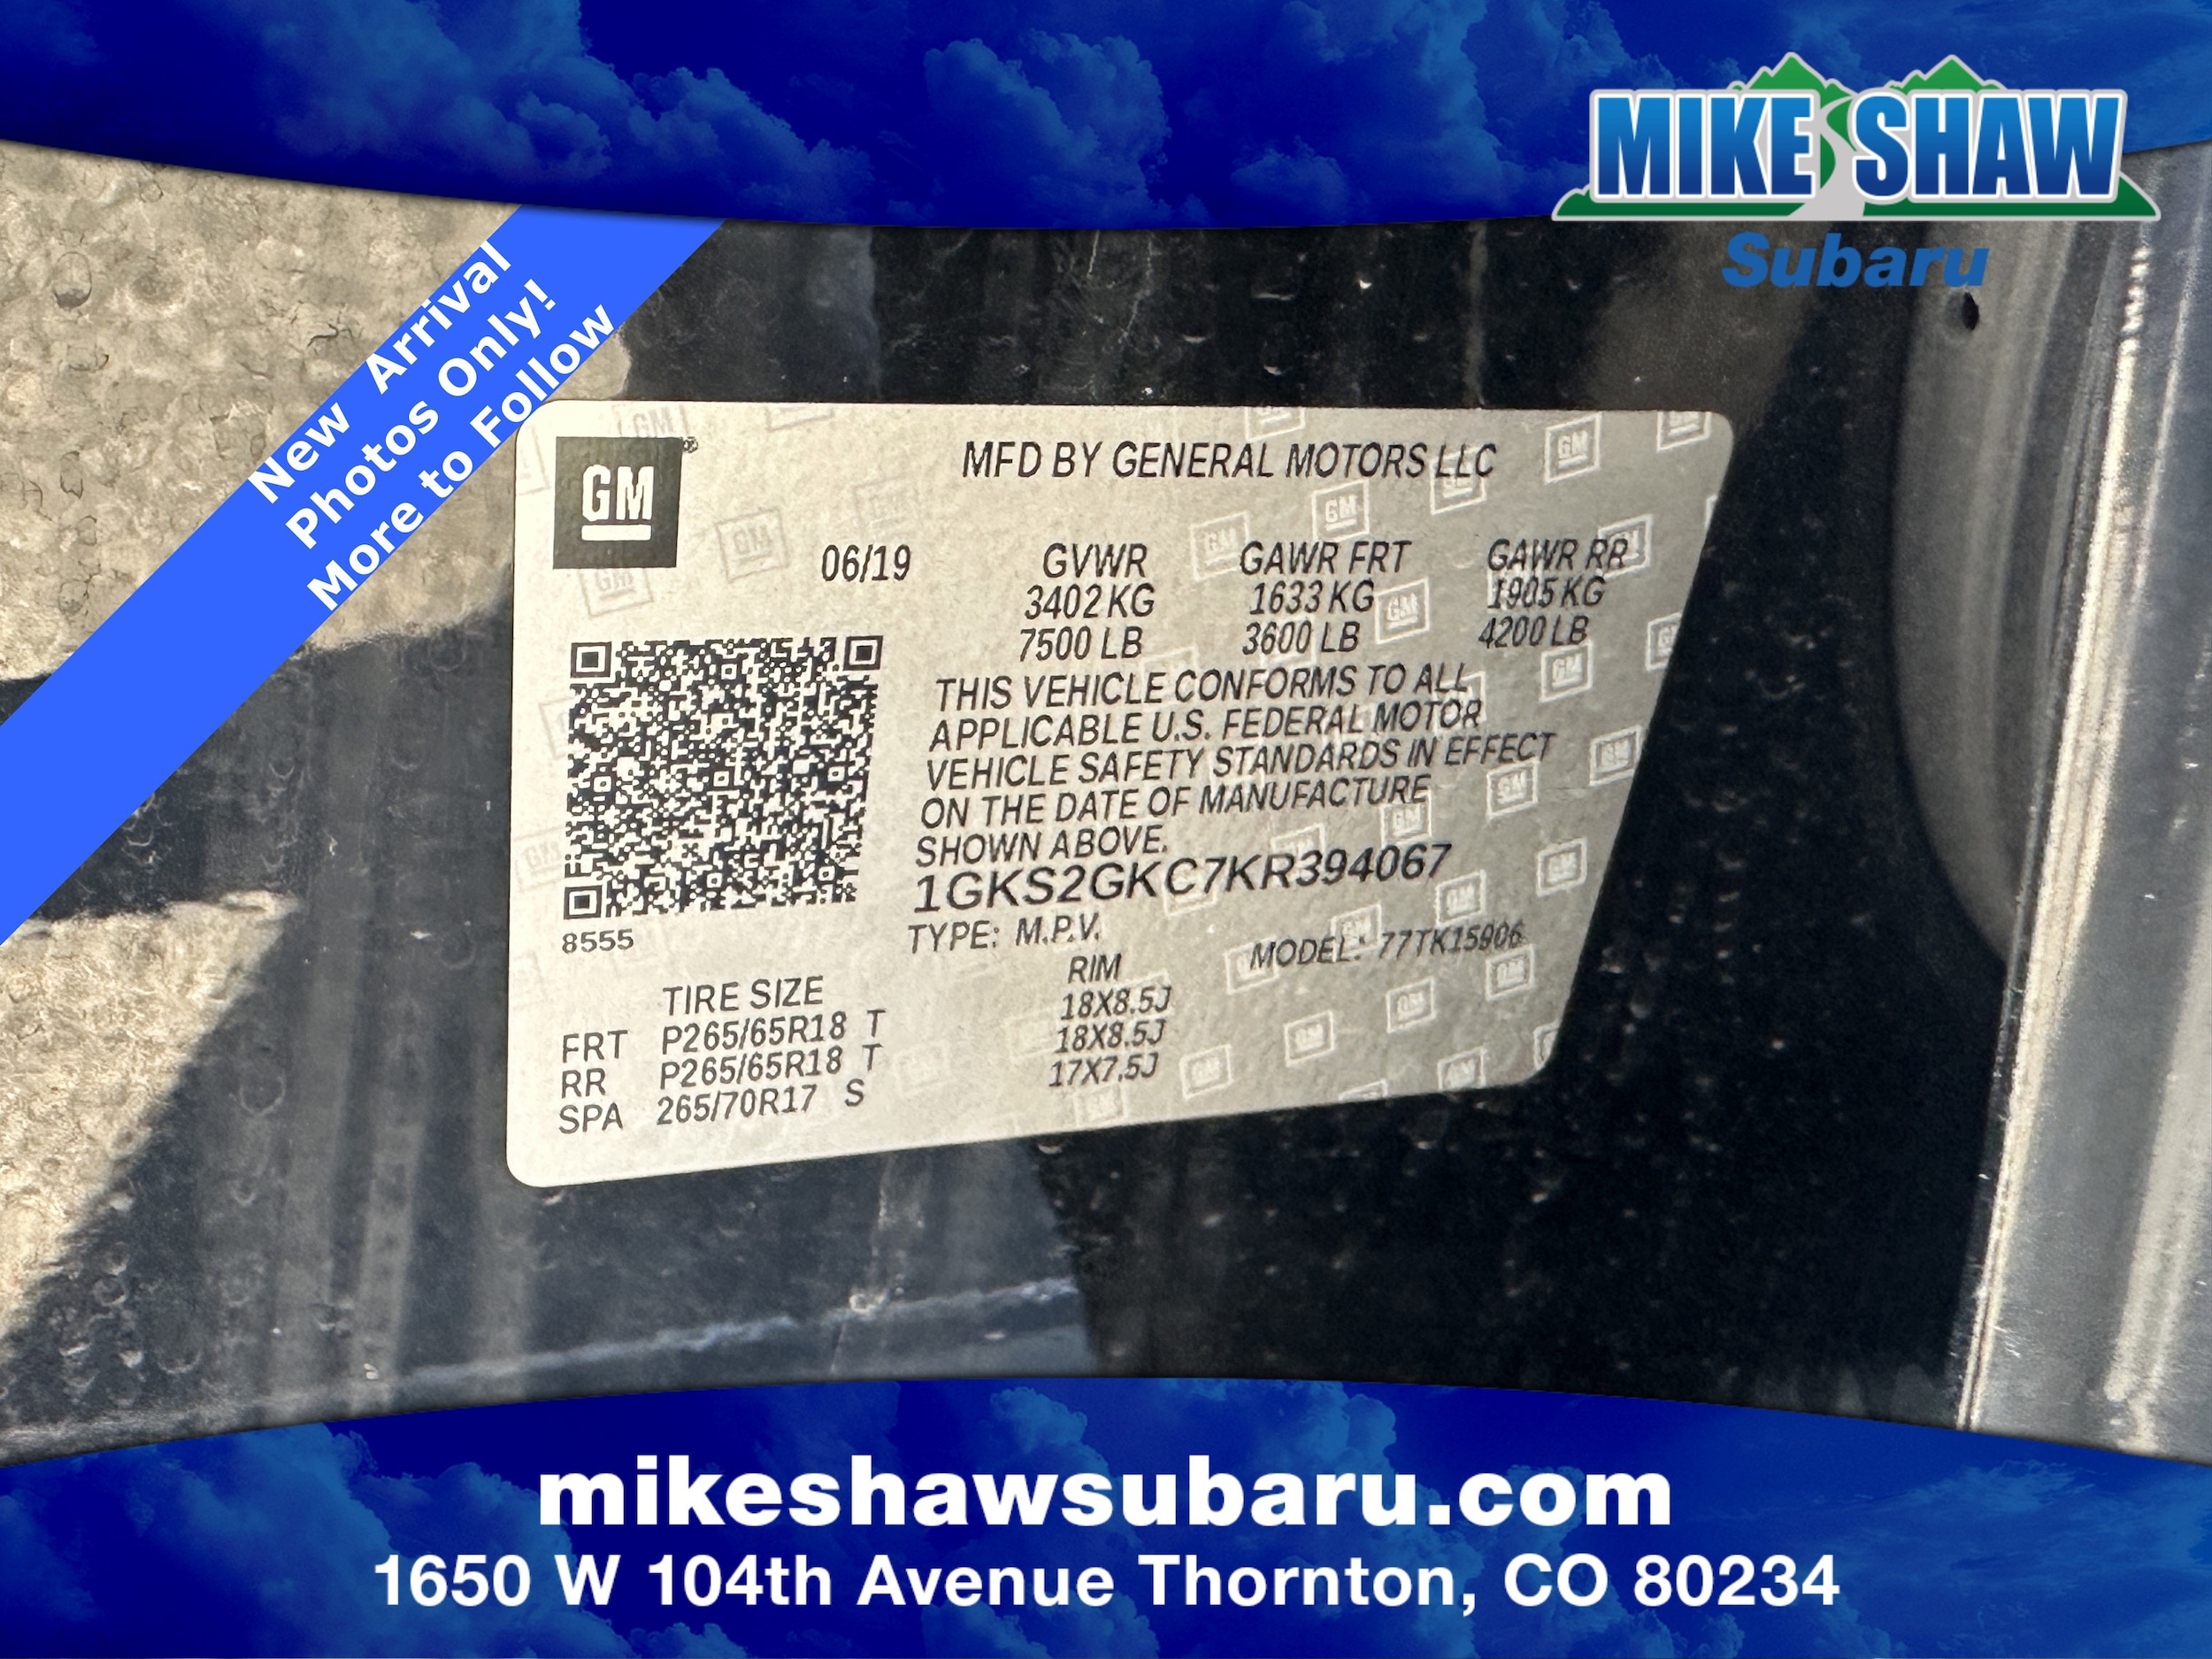 MIKE SHAW
Subaru
New Arrival
Photos Only!
More to Follow
GM
MFD BY GENERAL MOTORS LLC
06/19 GVWR GAWR FRT GAWR RR
3402 KG 1633 KG 1905 KG
7500 LB 3600 LB 4200 LB
THIS VEHICLE CONFORMS TO ALL
APPLICABLE U.S. FEDERAL MOTOR
VEHICLE SAFETY STANDARDS IN EFFECT
ON THE DATE OF MANUFACTURE
SHOWN ABOVE.
1GKS2GKC7KR394067
8555
TYPE: M.P.V. MODEL: 77TK15906
TIRE SIZE RIM
FRT P265/65R18 T 18X8.5J
RR P265/65R18 T 18X8.5J
SPA 265/70R17 S 17X7.5J
mikeshawsubaru.com
1650 W 104th Avenue Thornton, CO 80234